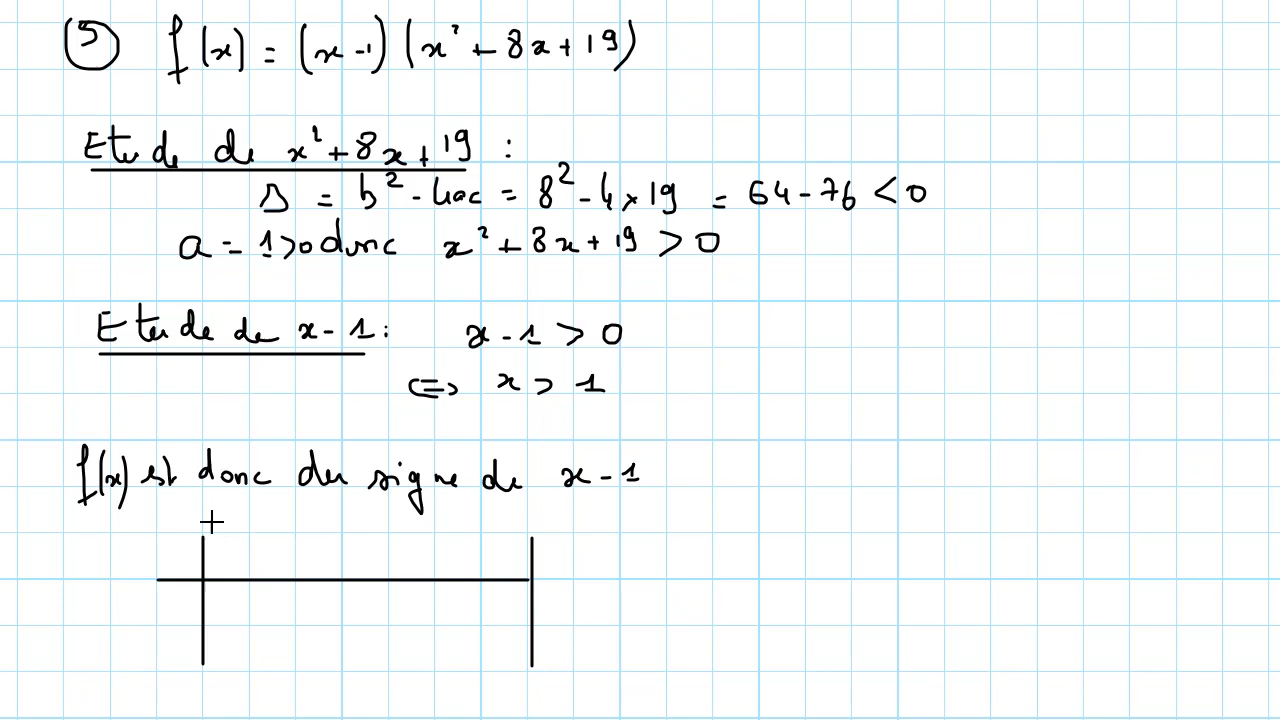 ⑤ f(x) = (x-1)(x² + 8x + 19)
Etude de x² + 8x + 19 :
Δ = b² - 4ac = 8² - 4 × 19 = 64 - 76 < 0
a = 1 > 0 donc x² + 8x + 19 > 0
Etude de x - 1 : x - 1 > 0
⟺ x > 1
f(x) est donc du signe de x - 1